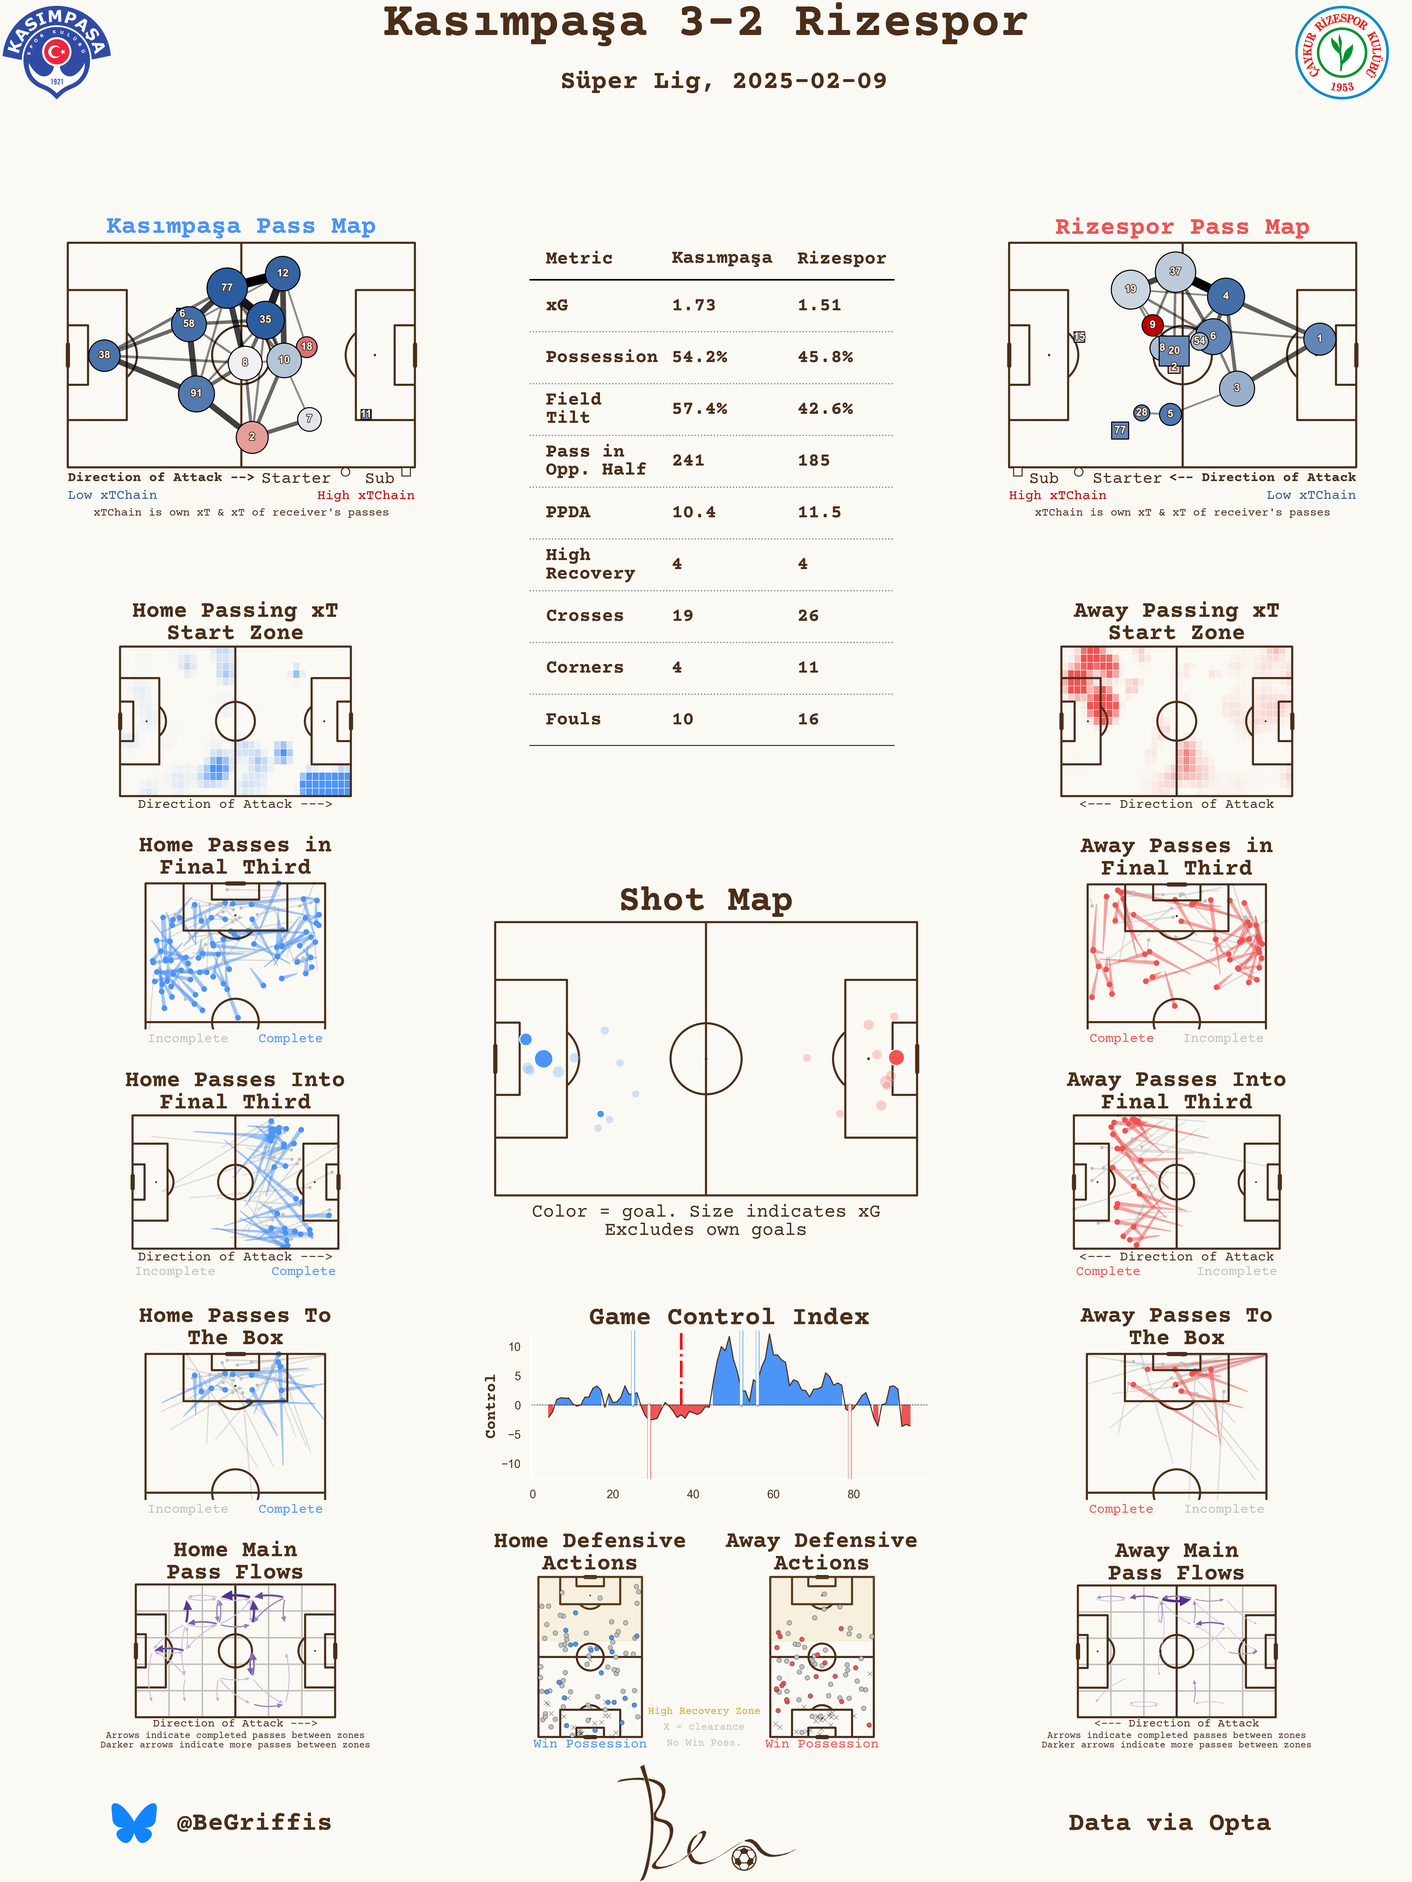 Kasımpaşa 3-2 Rizespor
Süper Lig, 2025-02-09
KASIMPAŞA
SPOR KULÜBÜ
1921
ÇAYKUR RİZESPOR KULÜBÜ
1953
Kasımpaşa Pass Map
12
77
6
58
35
38
18
8
10
91
7
11
2
Direction of Attack --> Starter Sub
Low xTChain High xTChain
xTChain is own xT & xT of receiver's passes
Metric Kasımpaşa Rizespor
xG 1.73 1.51
Possession 54.2% 45.8%
Field
Tilt 57.4% 42.6%
Pass in
Opp. Half 241 185
PPDA 10.4 11.5
High
Recovery 4 4
Crosses 19 26
Corners 4 11
Fouls 10 16
Rizespor Pass Map
37
19
4
9
15
6
54
1
8
20
2
3
28
5
77
Sub Starter <-- Direction of Attack
High xTChain Low xTChain
xTChain is own xT & xT of receiver's passes
Home Passing xT
Start Zone
Direction of Attack --->
Away Passing xT
Start Zone
<--- Direction of Attack
Home Passes in
Final Third
Incomplete Complete
Away Passes in
Final Third
Complete Incomplete
Shot Map
Color = goal. Size indicates xG
Excludes own goals
Home Passes Into
Final Third
Direction of Attack --->
Incomplete Complete
Away Passes Into
Final Third
<--- Direction of Attack
Complete Incomplete
Home Passes To
The Box
Incomplete Complete
Game Control Index
Control
10
5
0
−5
−10
0 20 40 60 80
Away Passes To
The Box
Complete Incomplete
Home Main
Pass Flows
Direction of Attack --->
Arrows indicate completed passes between zones
Darker arrows indicate more passes between zones
Home Defensive
Actions
Win Possession
Away Defensive
Actions
Win Possession
High Recovery Zone
X = clearance
No Win Poss.
Away Main
Pass Flows
<--- Direction of Attack
Arrows indicate completed passes between zones
Darker arrows indicate more passes between zones
@BeGriffis
Ben
Data via Opta